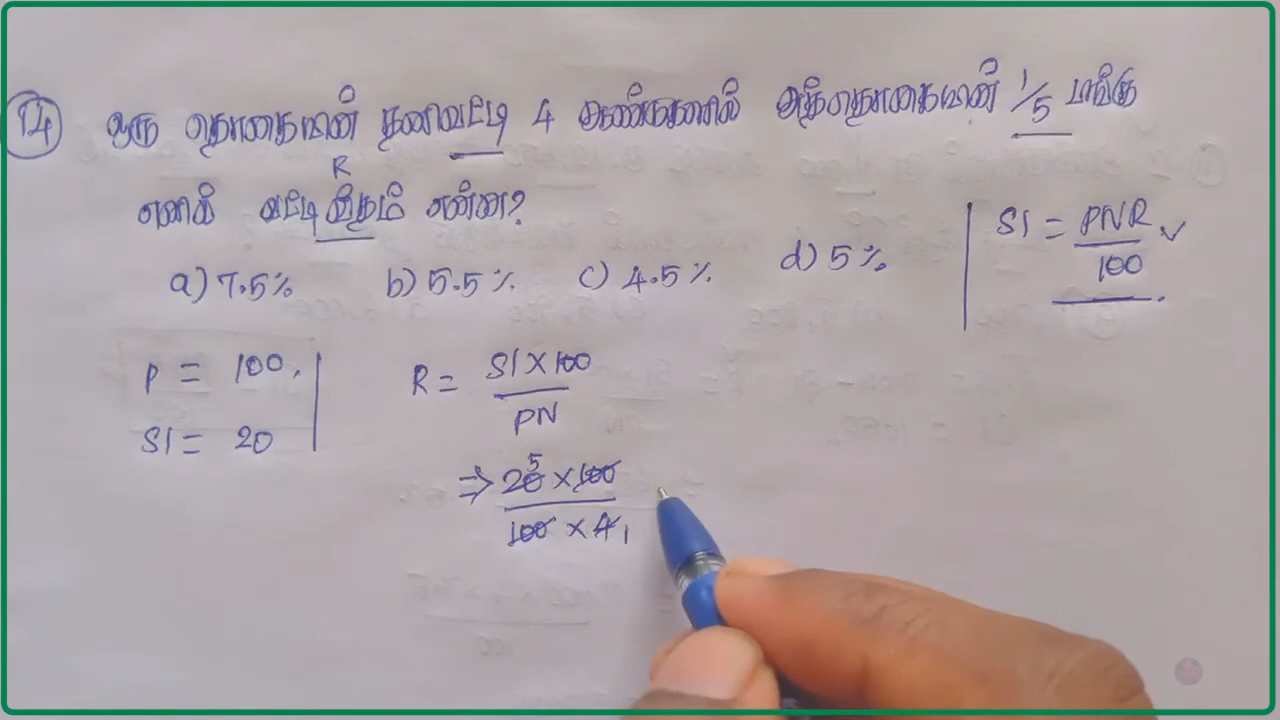 14 ஒரு தொகையின் தனிவட்டி 4 ஆண்டுகளில் அத்தொகையின் 1/5 பங்கு
R
எனில் வட்டி விதம் என்ன?
a) 7.5% b) 5.5% c) 4.5% d) 5%
SI = PNR / 100 ✓
P = 100,
SI = 20
R = SI × 100 / PN
⇒ 20 5 × 100 / 100 × 4 1